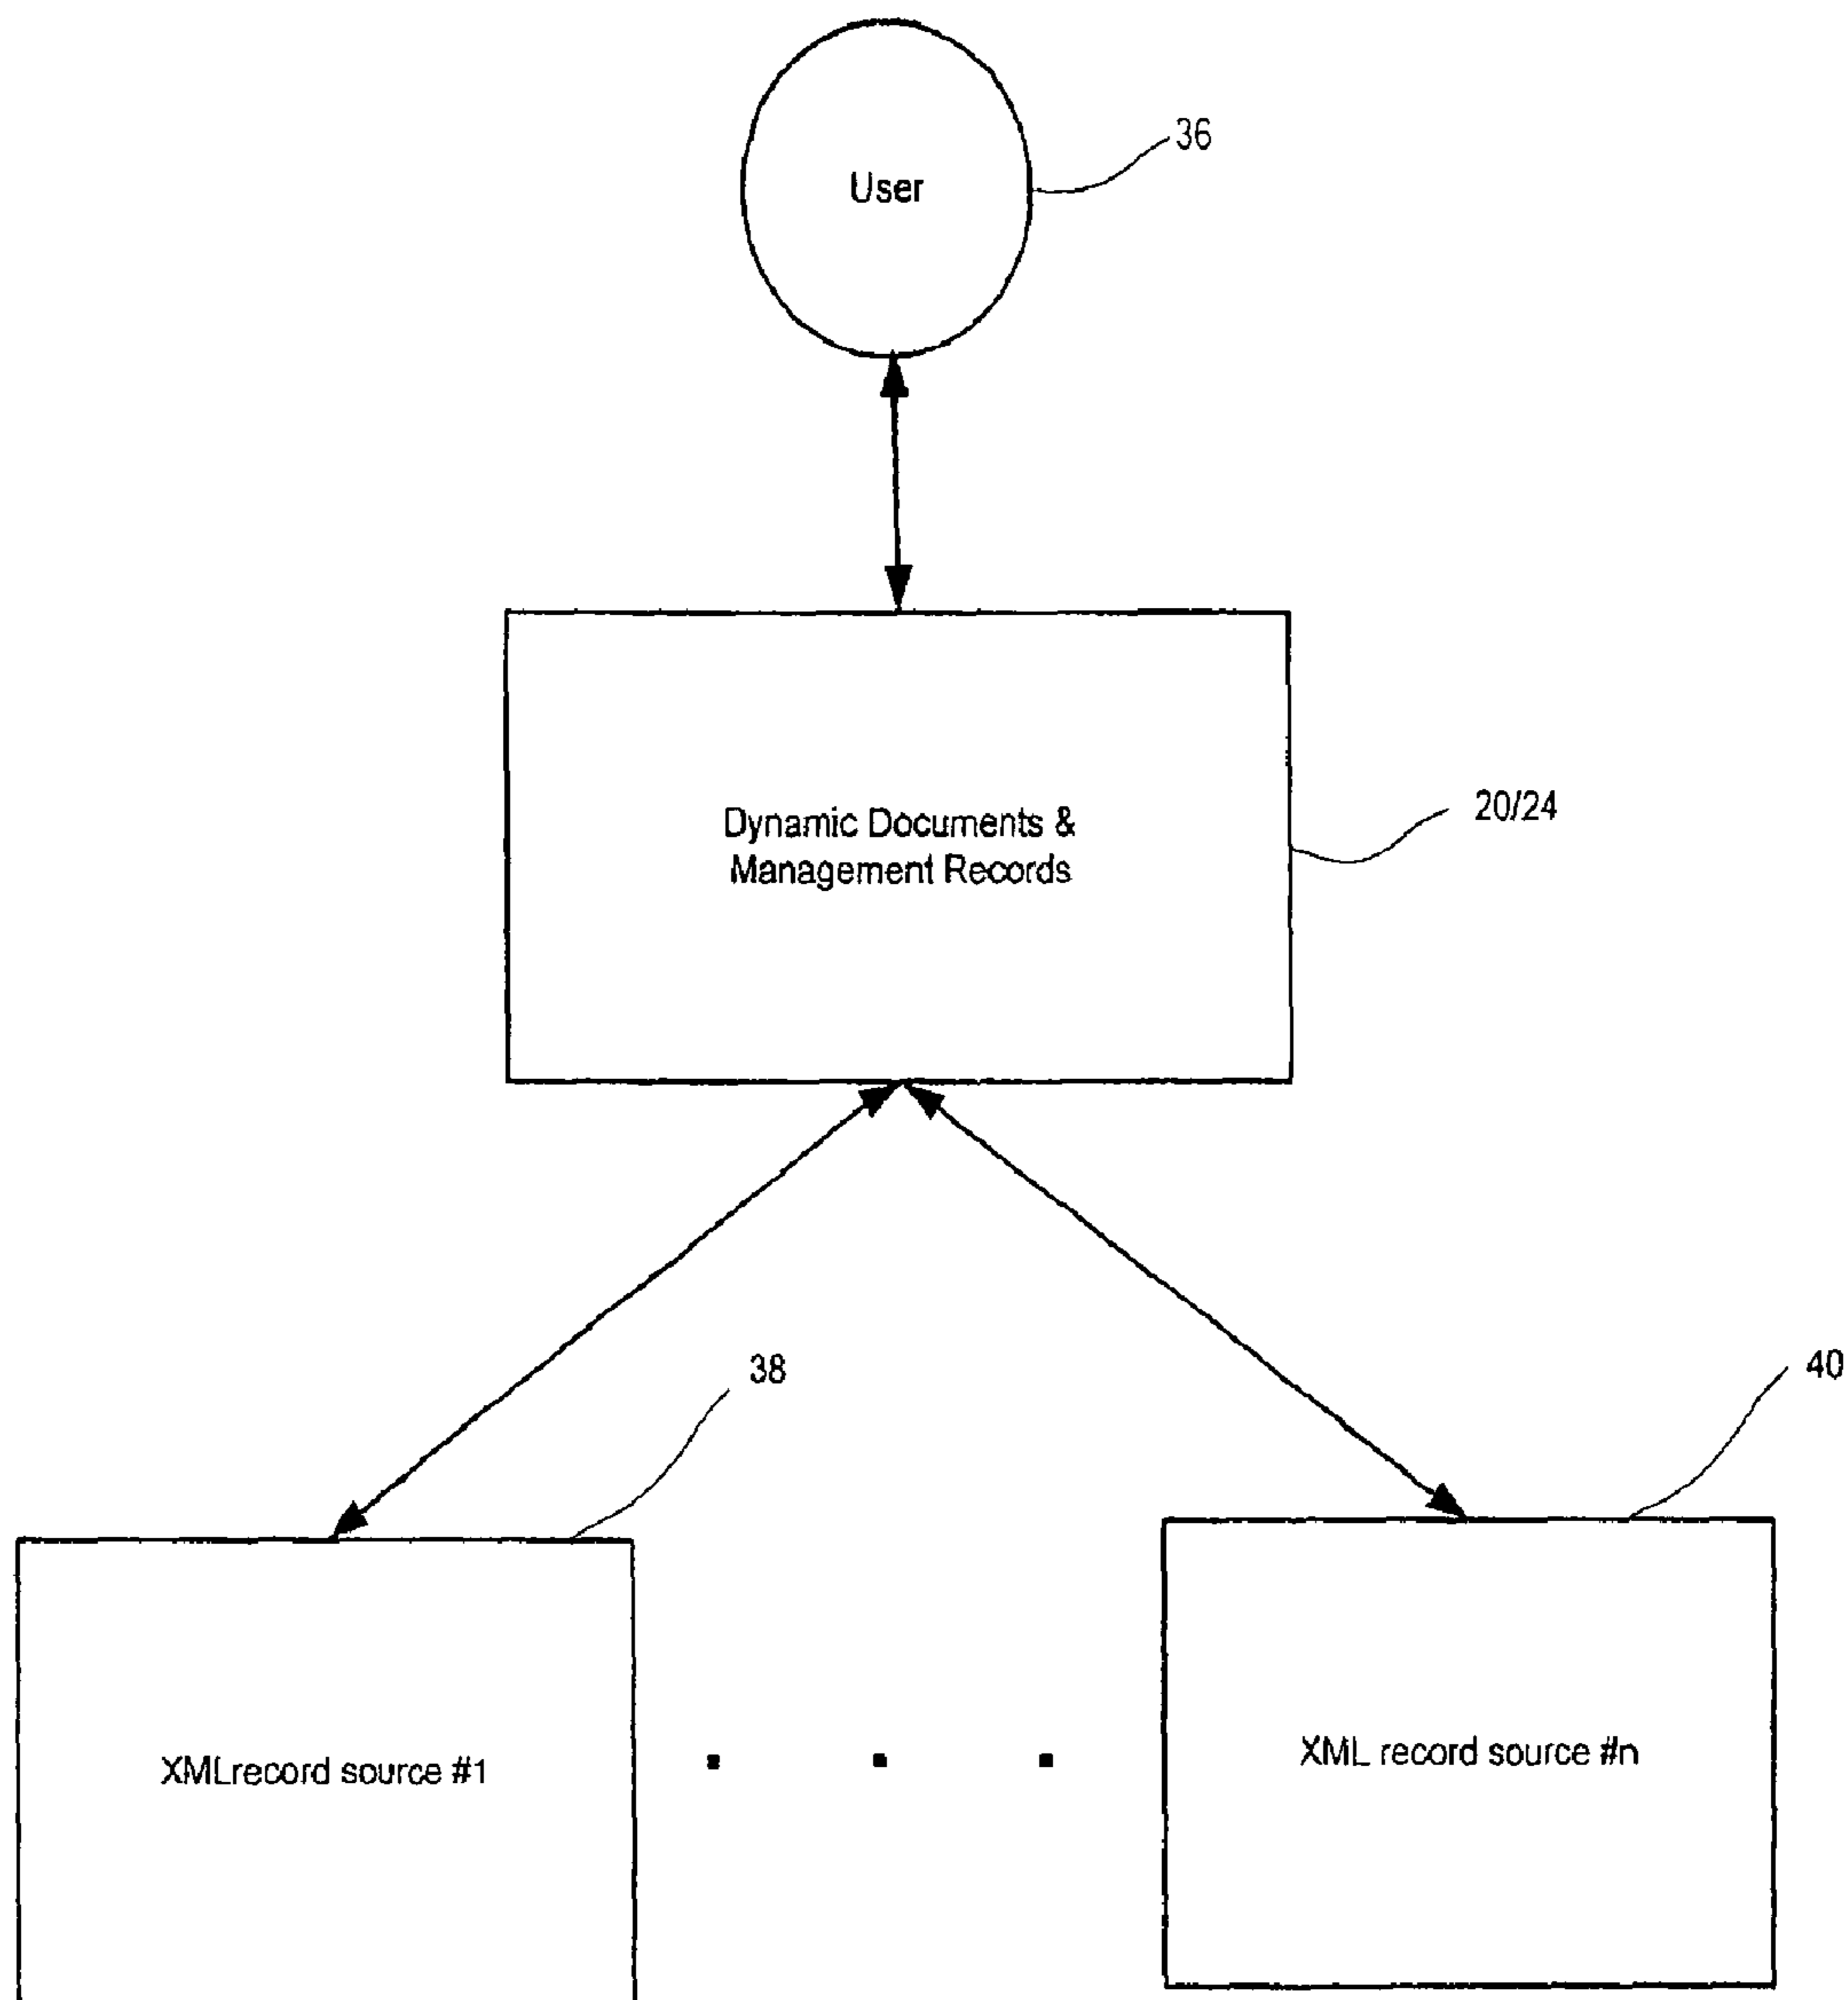 User
36
Dynamic Documents &
Management Records
20/24
38
40
XMLrecord source #1
XML record source #n